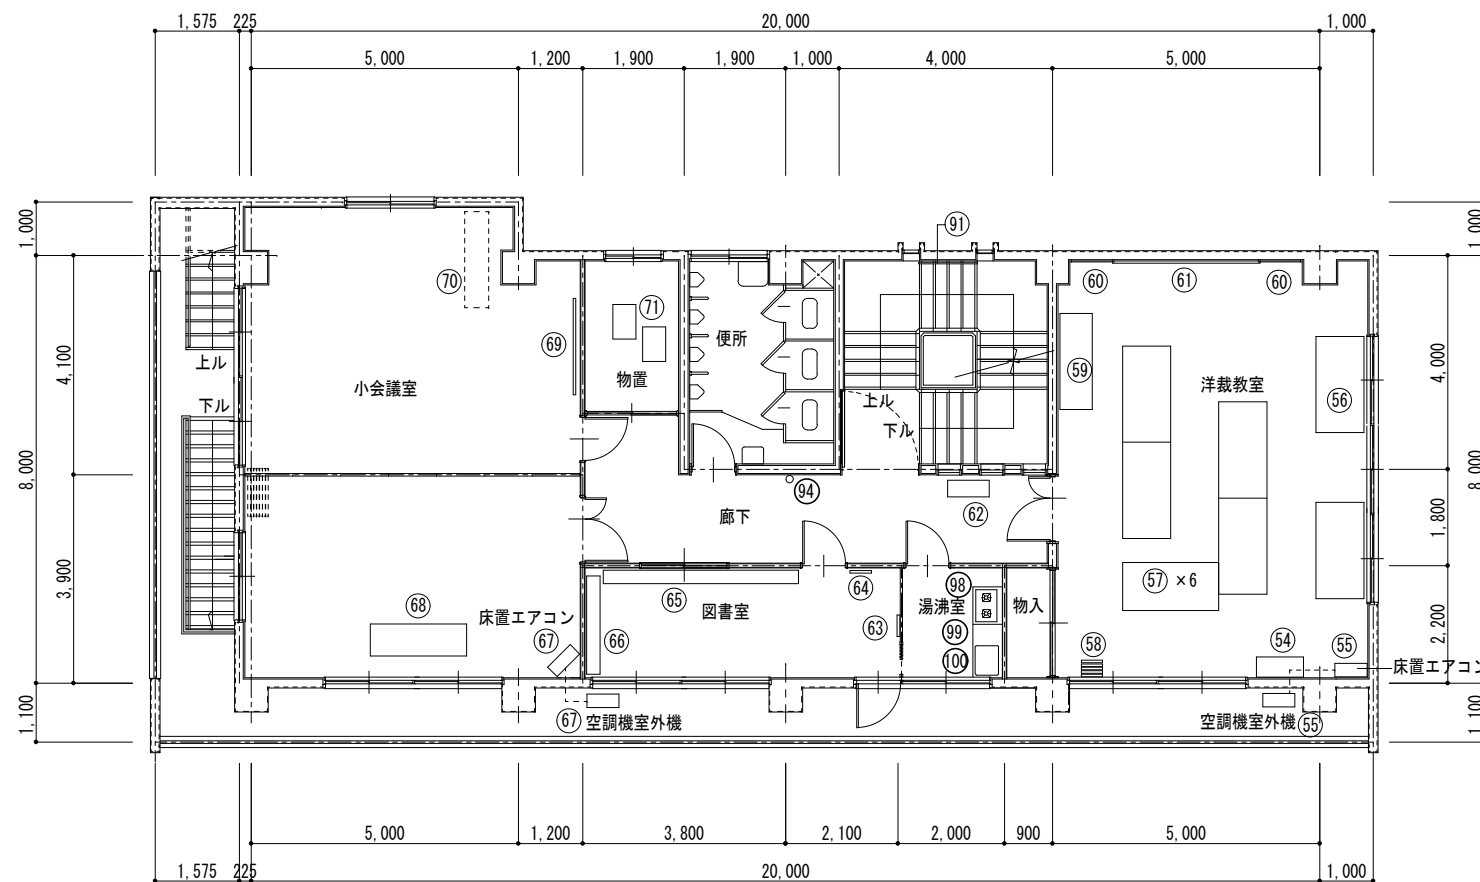 1,575 225 20,000 1,000
5,000 1,200 1,900 1,900 1,000 4,000 5,000
1,000
4,100
8,000
3,900
1,100
1,000
4,000
8,000
1,800
2,200
1,100
91
70
71
60 61 60
69
便所
59
上ル
小会議室
物置
洋裁教室
56
下ル
上ル
下ル
94
62
廊下
64
98
57 ×6
68
床置エアコン
65
図書室
湯沸室
物入
67
66
63
99
100
58
54
55
床置エアコン
67
空調機室外機
空調機室外機
55
5,000 1,200 3,800 2,100 2,000 900 5,000
1,575 225 20,000 1,000